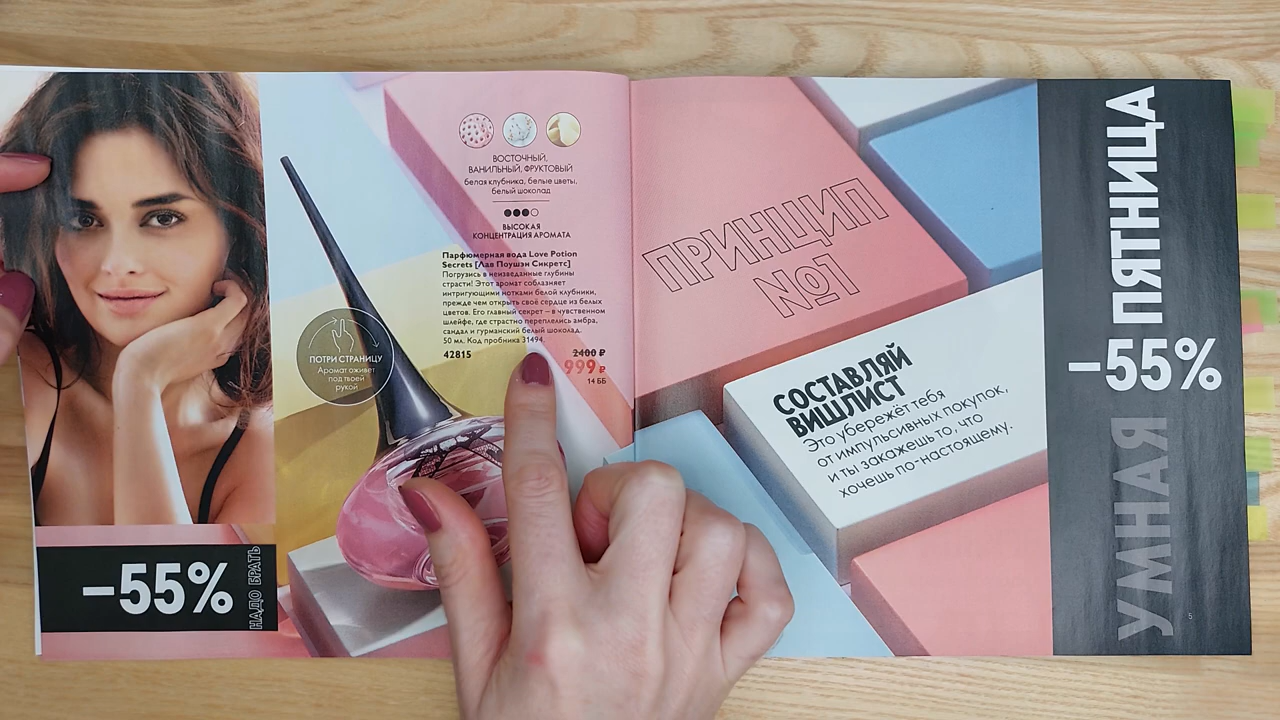 ВОСТОЧНЫЙ,
ВАНИЛЬНЫЙ, ФРУКТОВЫЙ
белая клубника, белые цветы,
белый шоколад
ВЫСОКАЯ
КОНЦЕНТРАЦИЯ АРОМАТА
Парфюмерная вода Love Potion
Secrets [Лав Поушэн Сикретс]
Погрузись в неизведанные глубины
страсти! Этот аромат соблазняет
интригующими нотками белой клубники,
прежде чем открыть своё сердце из белых
цветов. Его главный секрет – в чувственном
шлейфе, где страстно переплелись амбра,
сандал и гурманский белый шоколад.
50 мл. Код пробника 31494.
42815
2400 ₽
999 ₽
14 ББ
ПОТРИ СТРАНИЦУ
Аромат оживёт
под твоей
рукой
-55%
НАДО БРАТЬ
ПРИНЦИП
№1
СОСТАВЛЯЙ
ВИШЛИСТ
Это убережёт тебя
от импульсивных покупок,
и ты закажешь то, что
хочешь по-настоящему.
УМНАЯ
-55%
ПЯТНИЦА
5